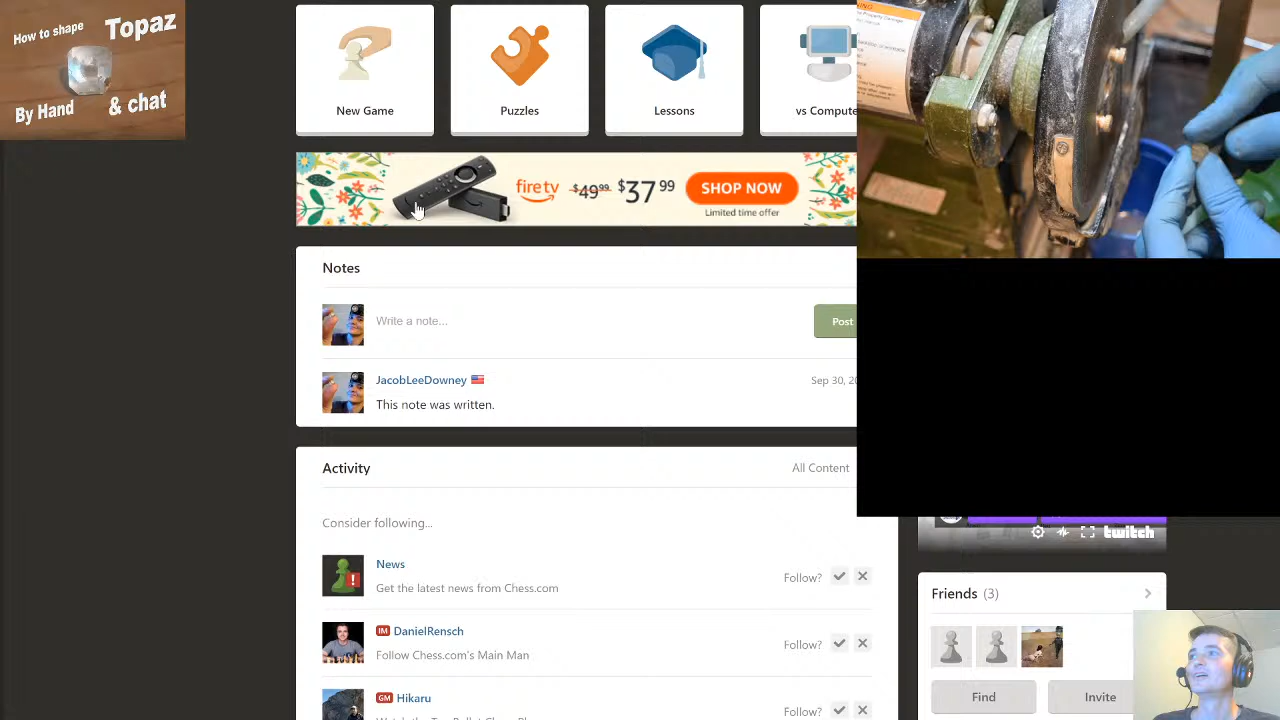 How to shape Topaz
By Hand & chat
New Game
Puzzles
Lessons
vs Compute
fire tv $49.99 $37.99 SHOP NOW
Limited time offer
Notes
Write a note...
Post
JacobLeeDowney
Sep 30, 20
This note was written.
Activity
All Content
Consider following...
News
Follow?
Get the latest news from Chess.com
IM DanielRensch
Follow?
Follow Chess.com's Main Man
GM Hikaru
Follow?
twitch
Friends (3)
Find
Invite